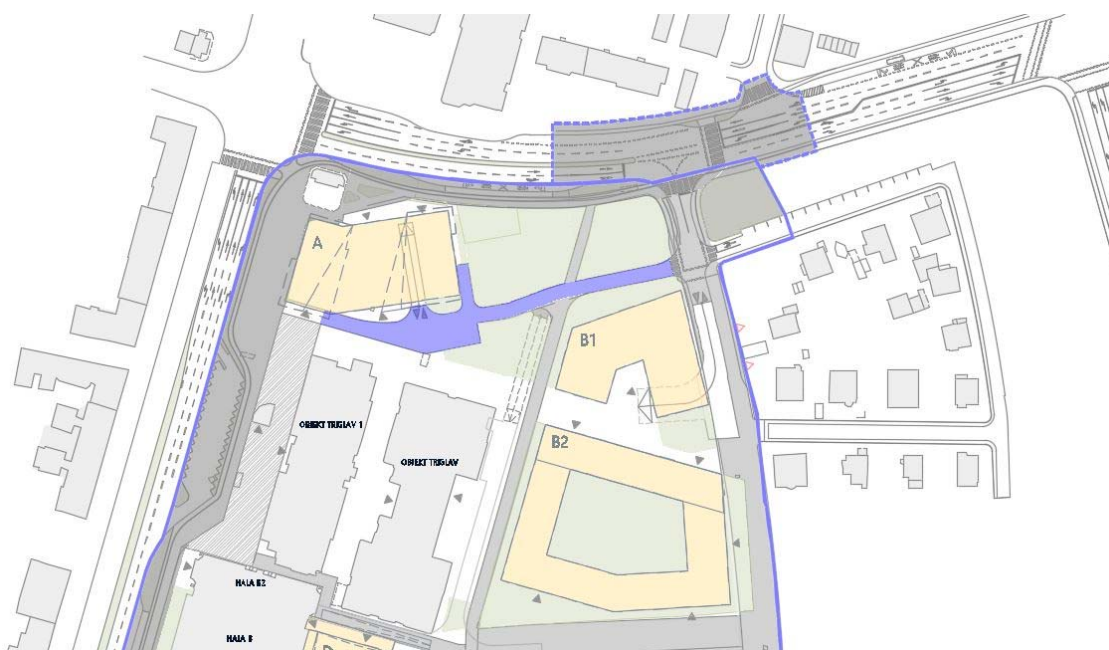 A
B1
OBJEKT TRIGLAV 1
B2
OBJEKT TRIGLAV
HALA B2
HALA B